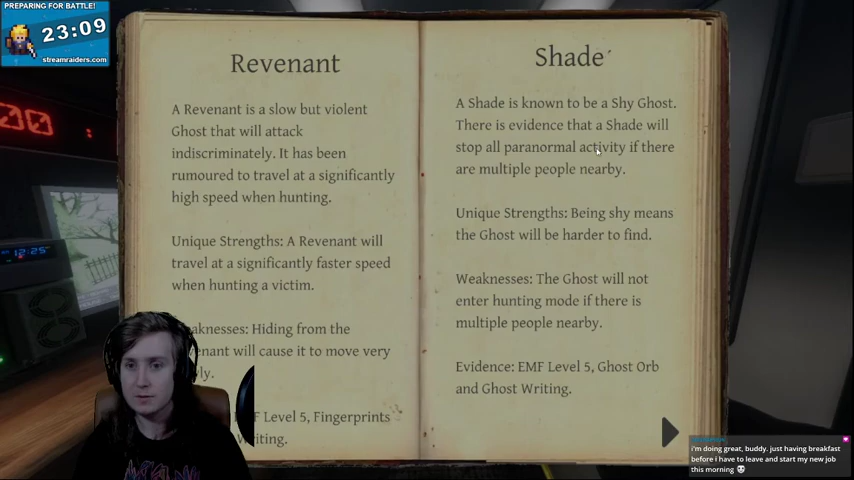 PREPARING FOR BATTLE!
23:09
streamraiders.com
00
12:25
Revenant
A Revenant is a slow but violent
Ghost that will attack
indiscriminately. It has been
rumoured to travel at a significantly
high speed when hunting.
Unique Strengths: A Revenant will
travel at a significantly faster speed
when hunting a victim.
aknesses: Hiding from the
venant will cause it to move very
ly.
F Level 5, Fingerprints
Writing.
Shade
A Shade is known to be a Shy Ghost.
There is evidence that a Shade will
stop all paranormal activity if there
are multiple people nearby.
Unique Strengths: Being shy means
the Ghost will be harder to find.
Weaknesses: The Ghost will not
enter hunting mode if there is
multiple people nearby.
Evidence: EMF Level 5, Ghost Orb
and Ghost Writing.
i'm doing great, buddy. just having breakfast
before i have to leave and start my new job
this morning